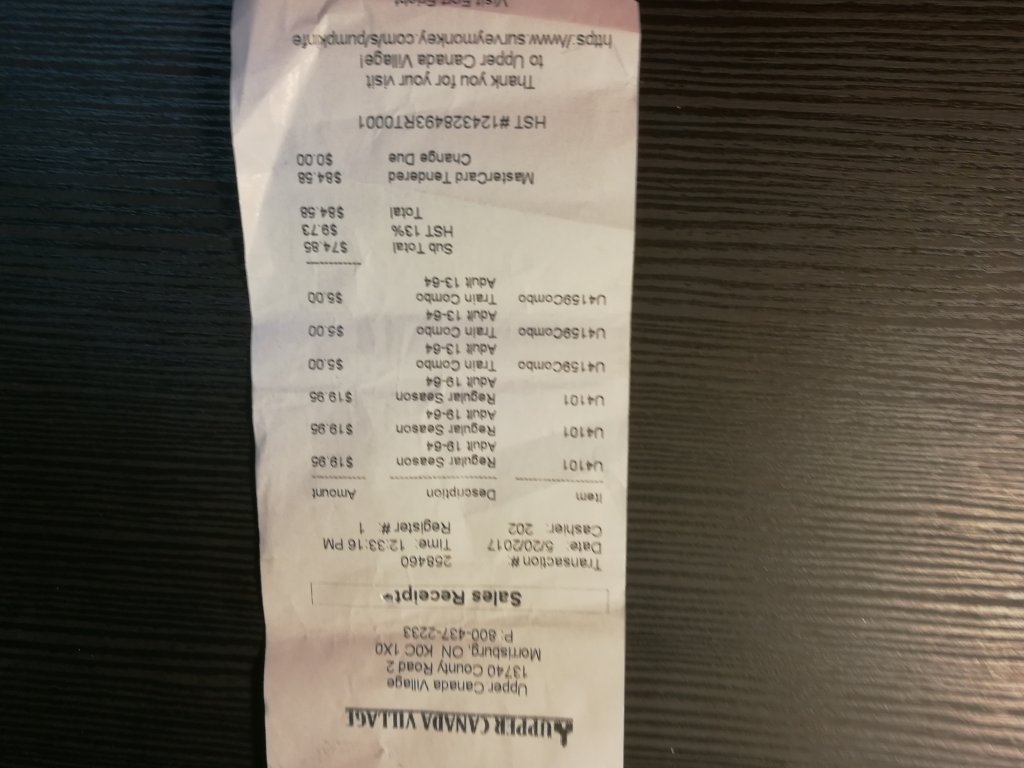 UPPER CANADA VILLAGE
Upper Canada Village
13740 County Road 2
Morrisburg, ON K0C 1X0
P: 800-437-2233
Sales Receipt
Transaction #: 258460
Date: 5/20/2017 Time: 12:33:16 PM
Cashier: 202 Register #: 1
Item Description Amount
U4101 Regular Season $19.95
Adult 19-64
U4101 Regular Season $19.95
Adult 19-64
U4101 Regular Season $19.95
Adult 19-64
U4159Combo Train Combo $5.00
Adult 13-64
U4159Combo Train Combo $5.00
Adult 13-64
U4159Combo Train Combo $5.00
Adult 13-64
Sub Total $74.85
HST 13% $9.73
Total $84.58
MasterCard Tendered $84.58
Change Due $0.00
HST #124328493RT0001
Thank you for your visit
to Upper Canada Village!
https://www.surveymonkey.com/s/pumpkinfe
Visit Fort